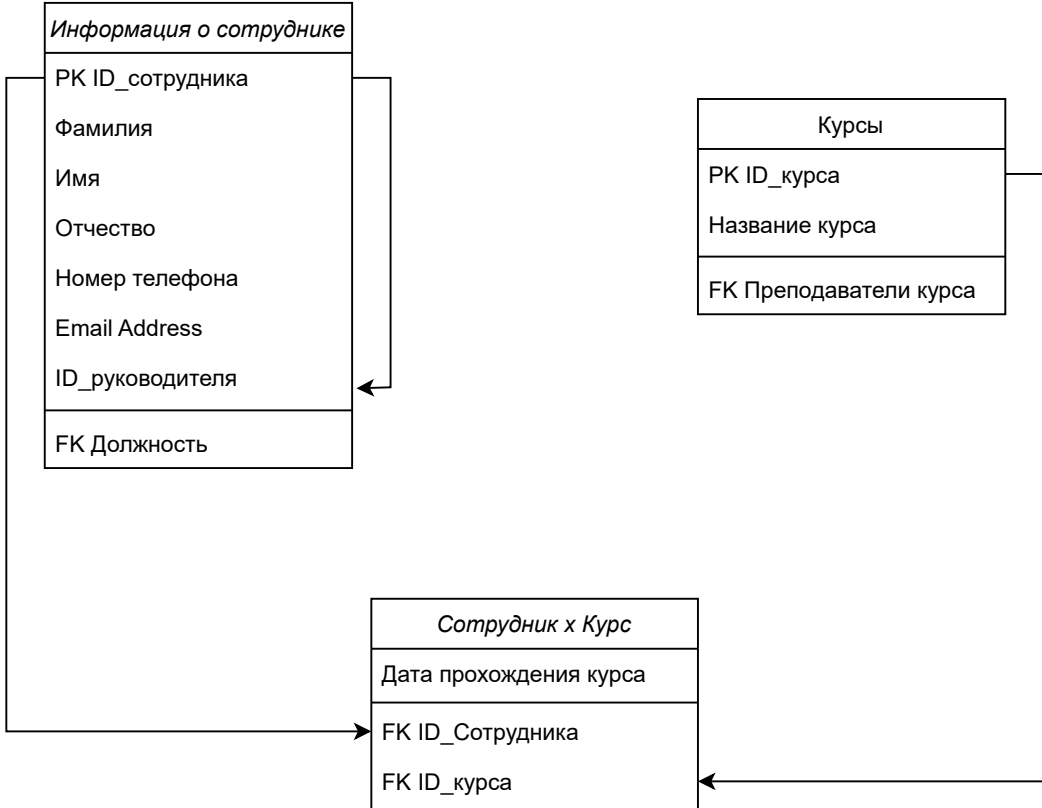 Информация о сотруднике
PK ID_сотрудника
Фамилия
Имя
Отчество
Номер телефона
Email Address
ID_руководителя
FK Должность
Курсы
PK ID_курса
Название курса
FK Преподаватели курса
Сотрудник x Курс
Дата прохождения курса
FK ID_Сотрудника
FK ID_курса